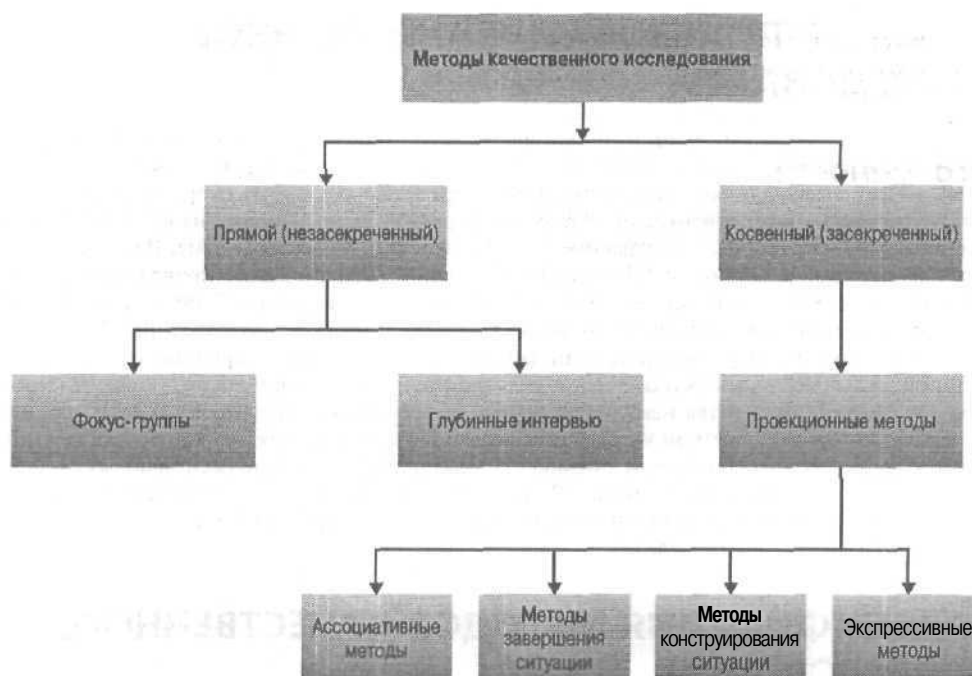 Методы качественного исследования
Прямой (незасекреченный)
Косвенный (засекреченный)
Фокус-группы
Глубинные интервью
Проекционные методы
Ассоциативные
методы
Методы
завершения
ситуации
Методы
конструирования
ситуации
Экспрессивные
методы